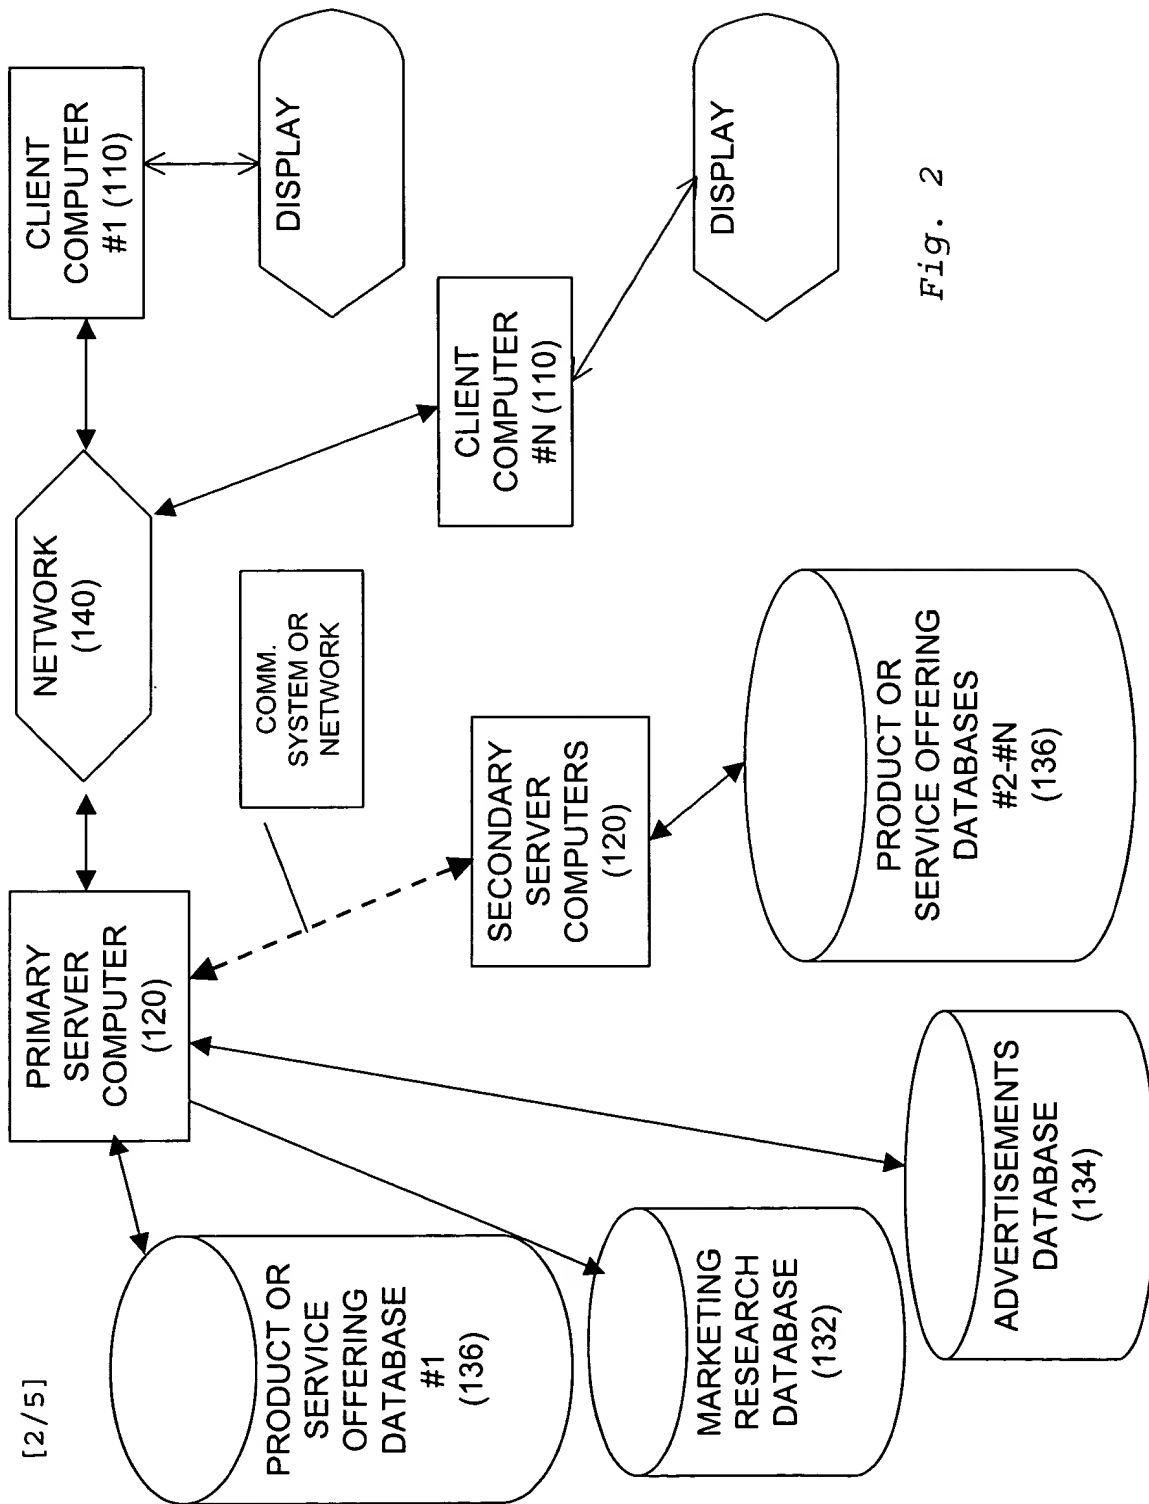 [2/5]
PRIMARY
SERVER
COMPUTER
(120)
NETWORK
(140)
CLIENT
COMPUTER
#1 (110)
DISPLAY
COMM.
SYSTEM OR
NETWORK
PRODUCT OR
SERVICE
OFFERING
DATABASE
#1
(136)
SECONDARY
SERVER
COMPUTERS
(120)
CLIENT
COMPUTER
#N (110)
DISPLAY
MARKETING
RESEARCH
DATABASE
(132)
PRODUCT OR
SERVICE OFFERING
DATABASES
#2-#N
(136)
ADVERTISEMENTS
DATABASE
(134)
Fig. 2